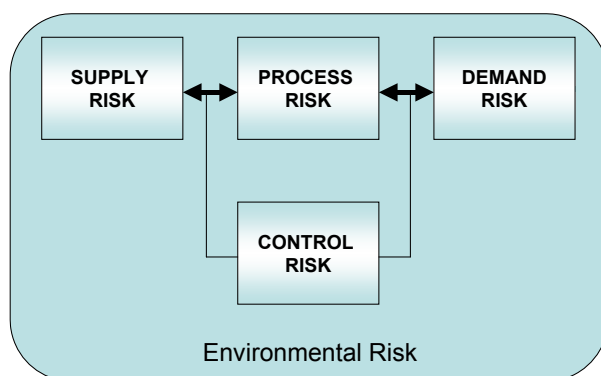 SUPPLY
RISK
PROCESS
RISK
DEMAND
RISK
CONTROL
RISK
Environmental Risk